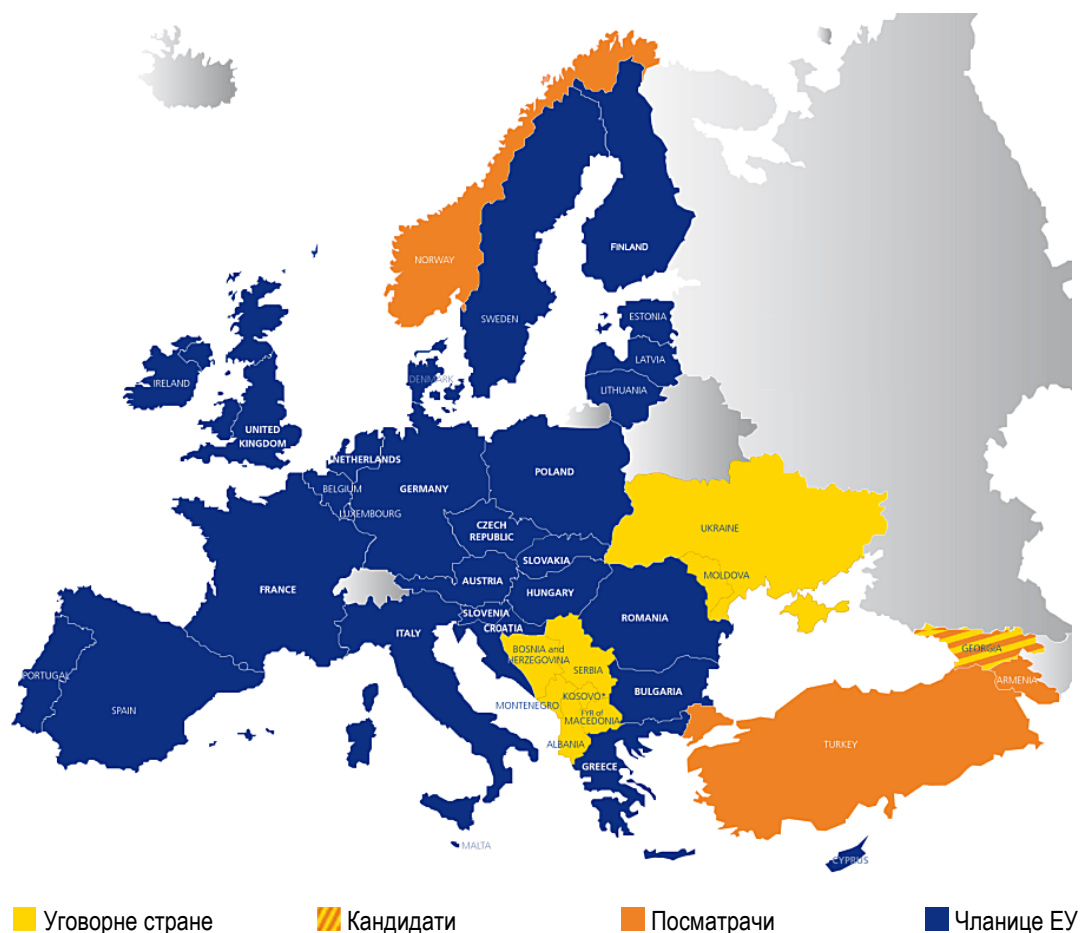 NORWAY
FINLAND
SWEDEN
ESTONIA
LATVIA
LITHUANIA
DENMARK
IRELAND
UNITED
KINGDOM
NETHERLANDS
BELGIUM
LUXEMBOURG
GERMANY
POLAND
CZECH
REPUBLIC
SLOVAKIA
AUSTRIA
HUNGARY
FRANCE
SLOVENIA
CROATIA
ITALY
ROMANIA
UKRAINE
MOLDOVA
BOSNIA and
HERZEGOVINA
SERBIA
KOSOVO*
MONTENEGRO
FYR of
MACEDONIA
ALBANIA
BULGARIA
GREECE
PORTUGAL
SPAIN
GEORGIA
ARMENIA
TURKEY
MALTA
CYPRUS
Уговорне стране
Кандидати
Посматрачи
Чланице ЕУ